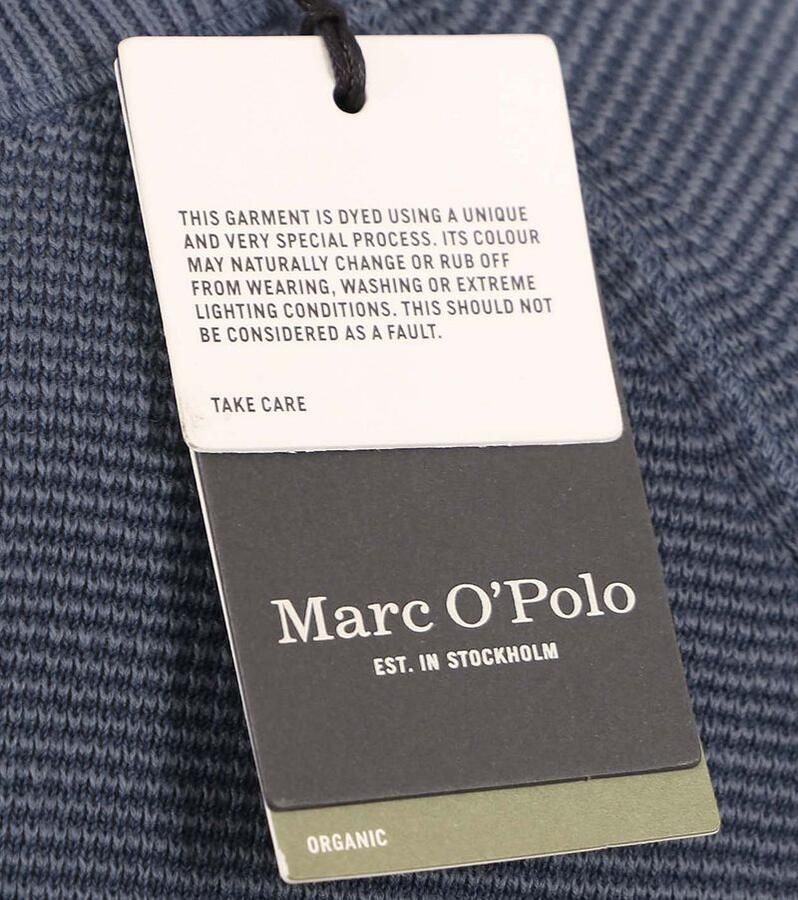 THIS GARMENT IS DYED USING A UNIQUE
AND VERY SPECIAL PROCESS. ITS COLOUR
MAY NATURALLY CHANGE OR RUB OFF
FROM WEARING, WASHING OR EXTREME
LIGHTING CONDITIONS. THIS SHOULD NOT
BE CONSIDERED AS A FAULT.
TAKE CARE
Marc O'Polo
EST. IN STOCKHOLM
ORGANIC